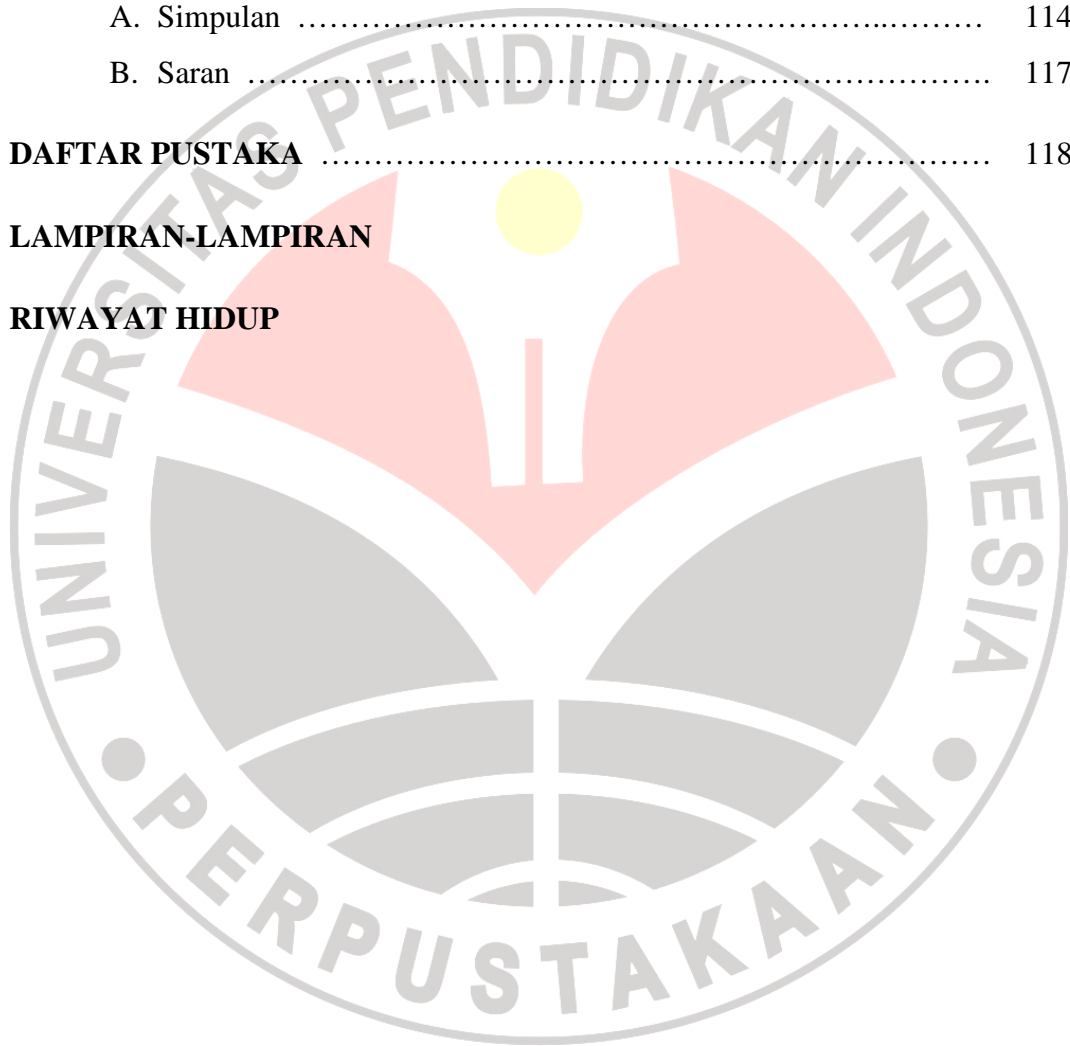 A. Simpulan ……………………………………………..……… 114
B. Saran ………………………………………………………. 117
DAFTAR PUSTAKA ………………………………………………… 118
LAMPIRAN-LAMPIRAN
RIWAYAT HIDUP
UNIVERSITAS PENDIDIKAN INDONESIA
PERPUSTAKAAN